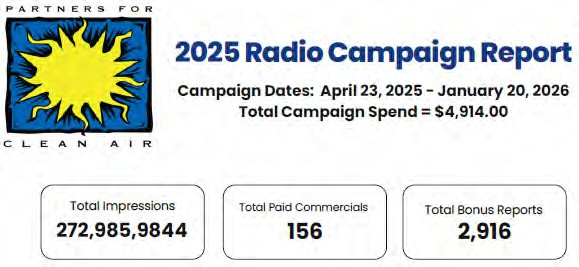 PARTNERS FOR
CLEAN AIR
2025 Radio Campaign Report
Campaign Dates: April 23, 2025 - January 20, 2026
Total Campaign Spend = $4,914.00
Total Impressions
272,985,9844
Total Paid Commercials
156
Total Bonus Reports
2,916